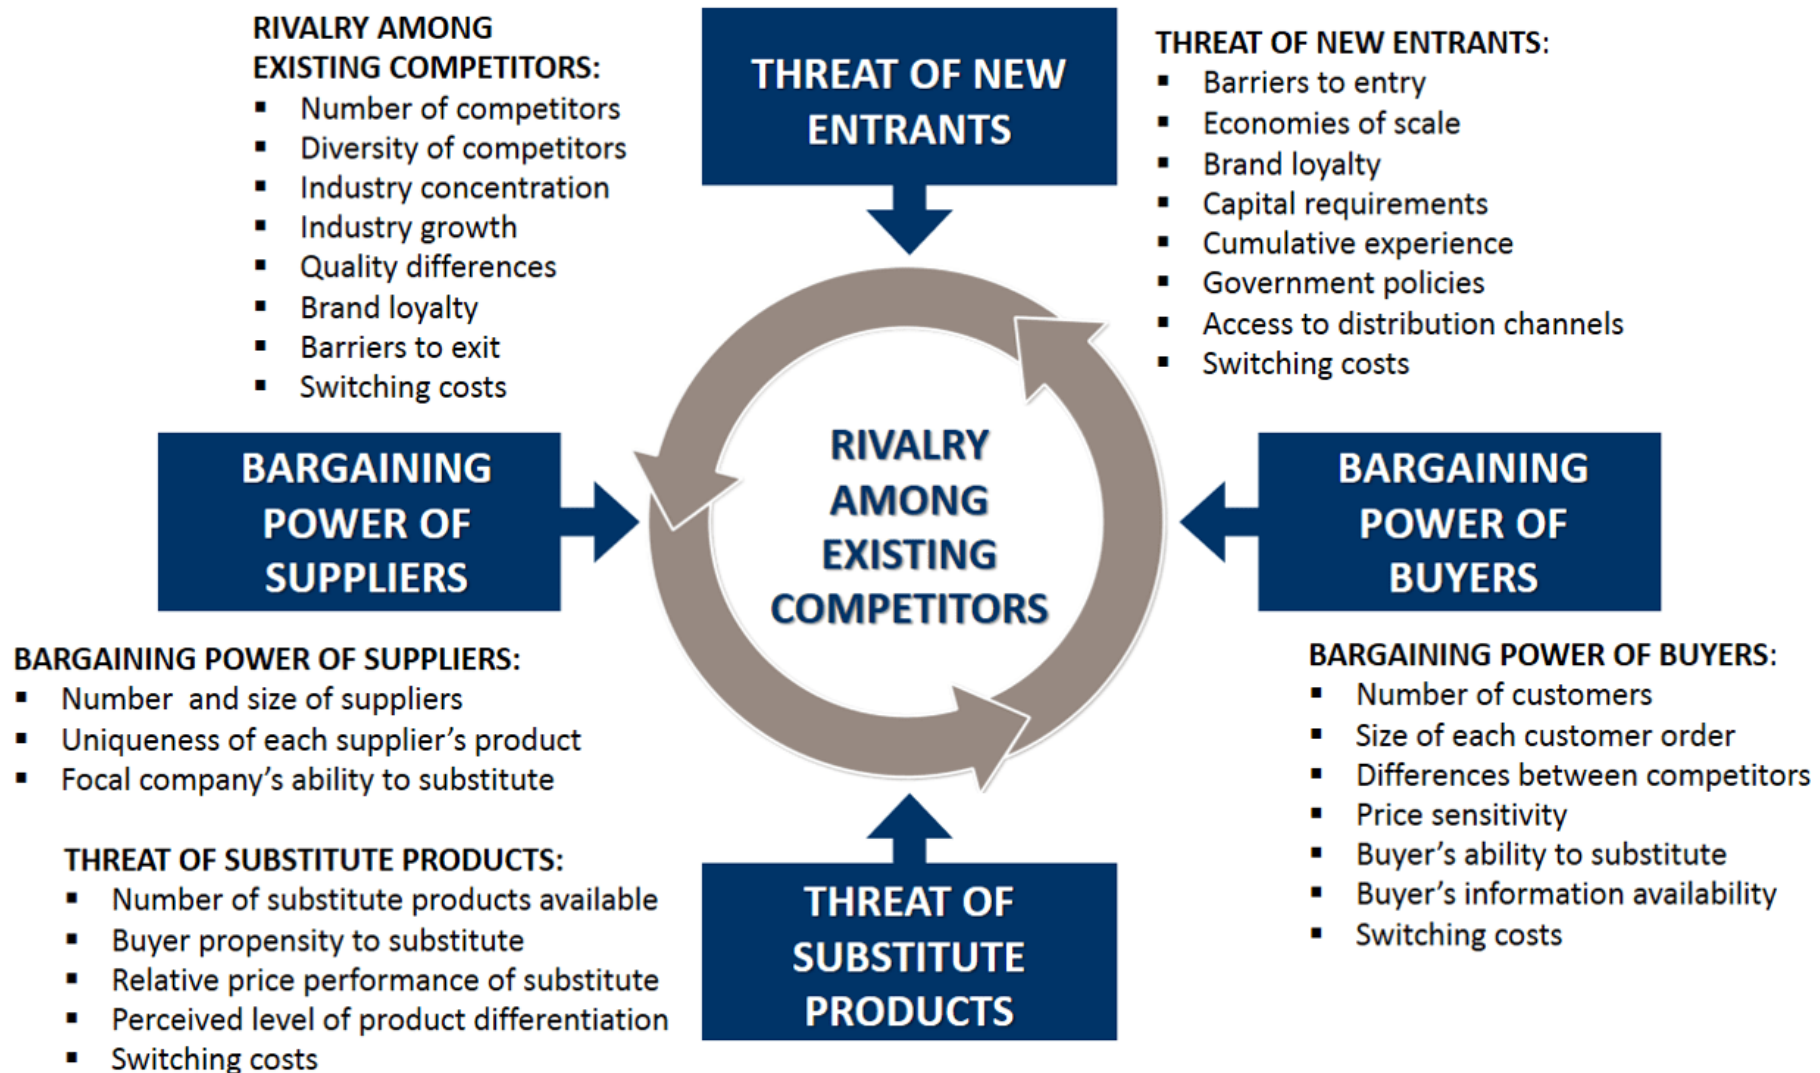 RIVALRY AMONG
EXISTING COMPETITORS:
▪ Number of competitors
▪ Diversity of competitors
▪ Industry concentration
▪ Industry growth
▪ Quality differences
▪ Brand loyalty
▪ Barriers to exit
▪ Switching costs
THREAT OF NEW
ENTRANTS
THREAT OF NEW ENTRANTS:
▪ Barriers to entry
▪ Economies of scale
▪ Brand loyalty
▪ Capital requirements
▪ Cumulative experience
▪ Government policies
▪ Access to distribution channels
▪ Switching costs
BARGAINING
POWER OF
SUPPLIERS
RIVALRY
AMONG
EXISTING
COMPETITORS
BARGAINING
POWER OF
BUYERS
BARGAINING POWER OF SUPPLIERS:
▪ Number and size of suppliers
▪ Uniqueness of each supplier's product
▪ Focal company's ability to substitute
BARGAINING POWER OF BUYERS:
▪ Number of customers
▪ Size of each customer order
▪ Differences between competitors
▪ Price sensitivity
▪ Buyer's ability to substitute
▪ Buyer's information availability
▪ Switching costs
THREAT OF SUBSTITUTE PRODUCTS:
▪ Number of substitute products available
▪ Buyer propensity to substitute
▪ Relative price performance of substitute
▪ Perceived level of product differentiation
▪ Switching costs
THREAT OF
SUBSTITUTE
PRODUCTS